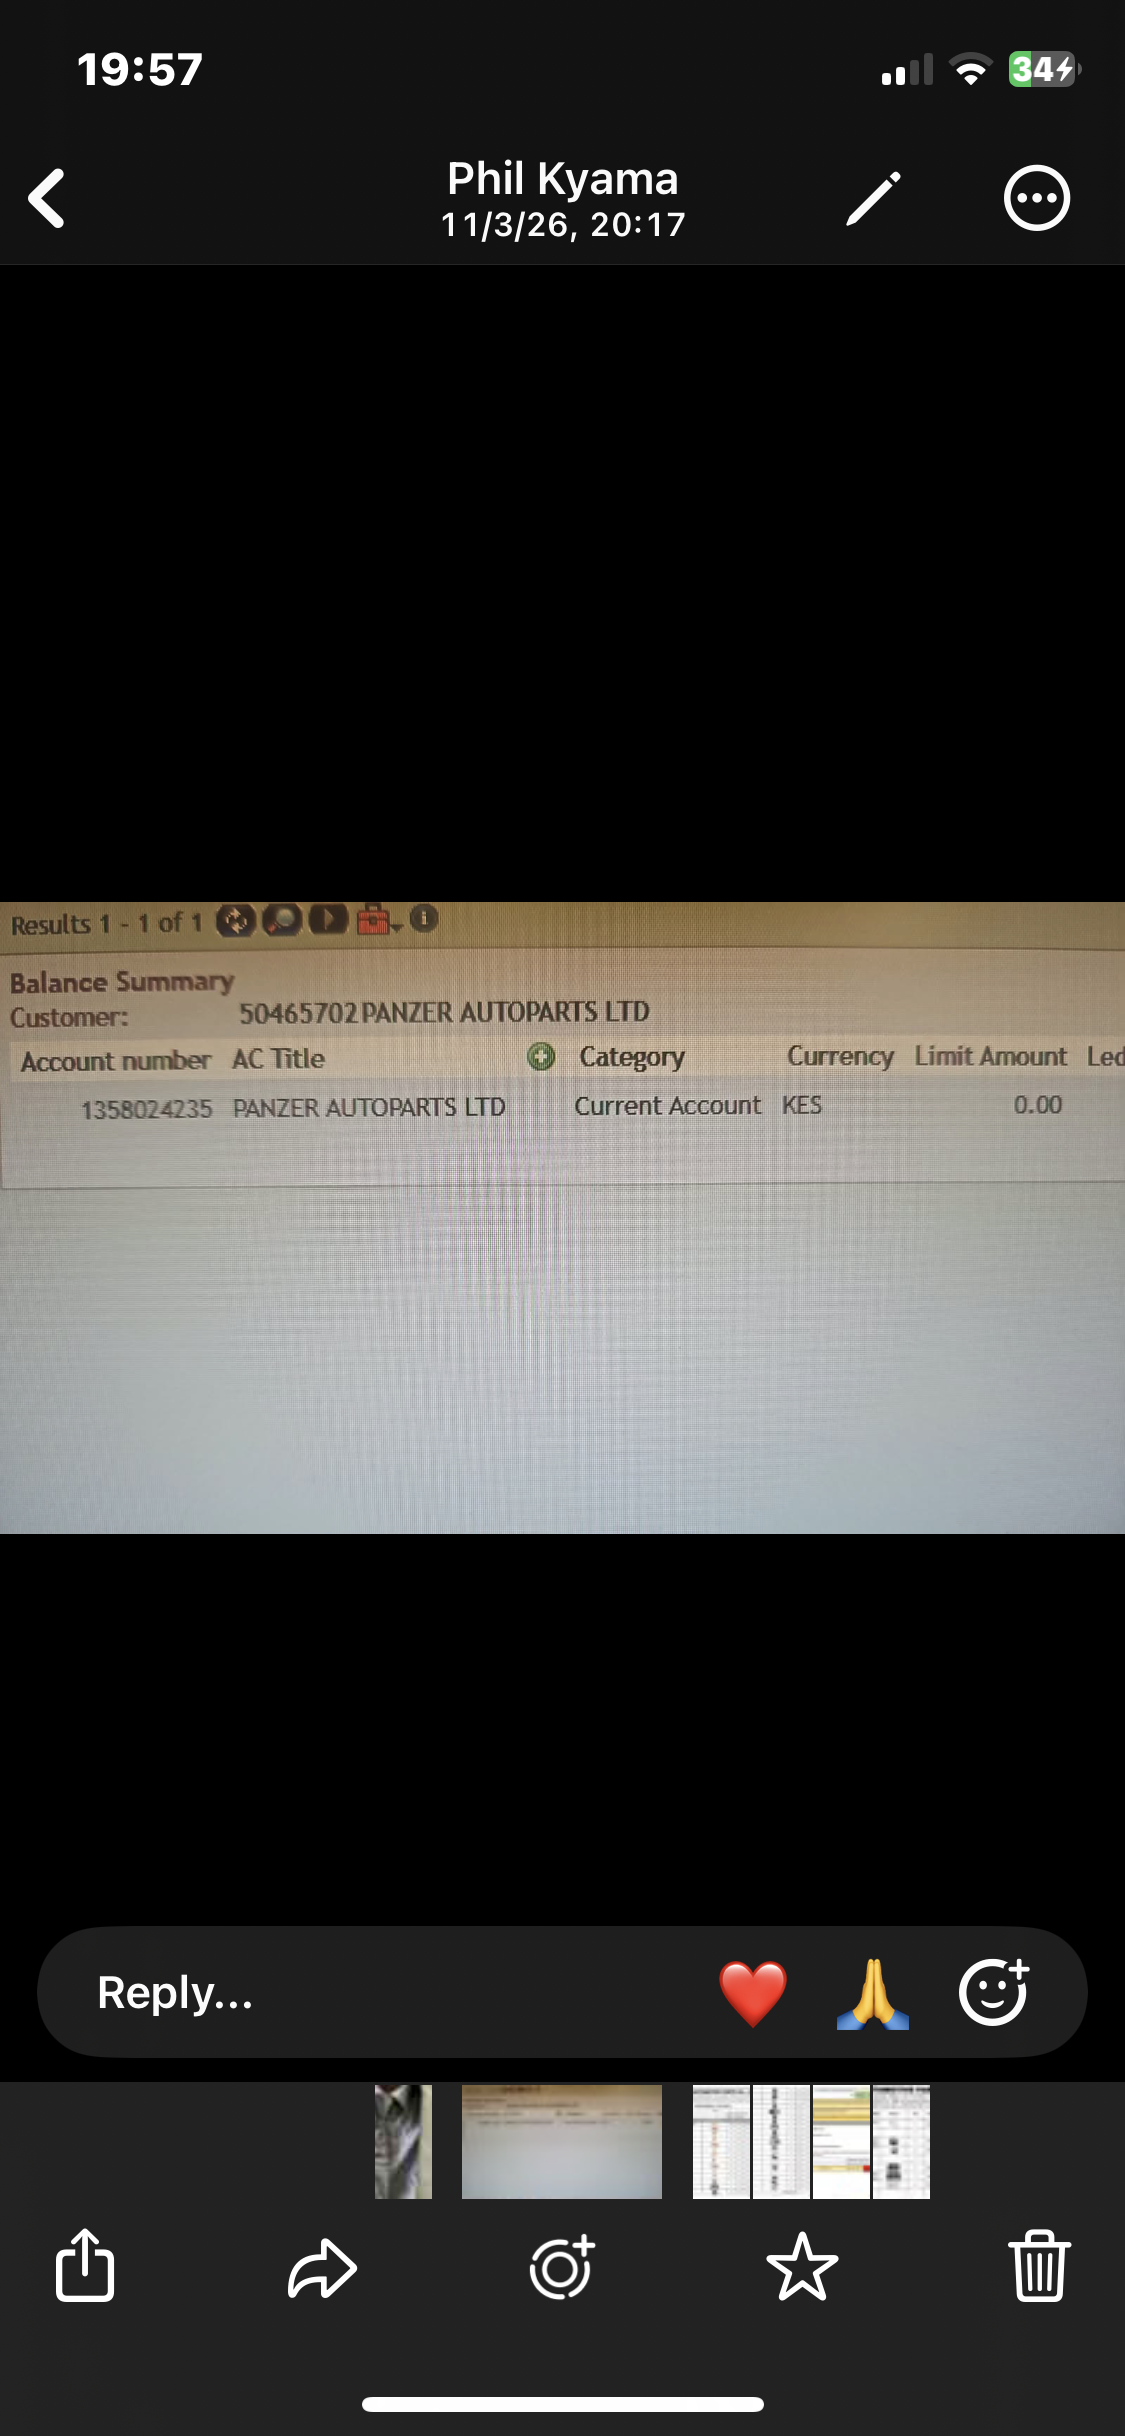 19:57
34
Phil Kyama
11/3/26, 20:17
Results 1 - 1 of 1
Balance Summary
Customer: 50465702 PANZER AUTOPARTS LTD
Account number AC Title Category Currency Limit Amount Led
1358024235 PANZER AUTOPARTS LTD Current Account KES 0.00
Reply...